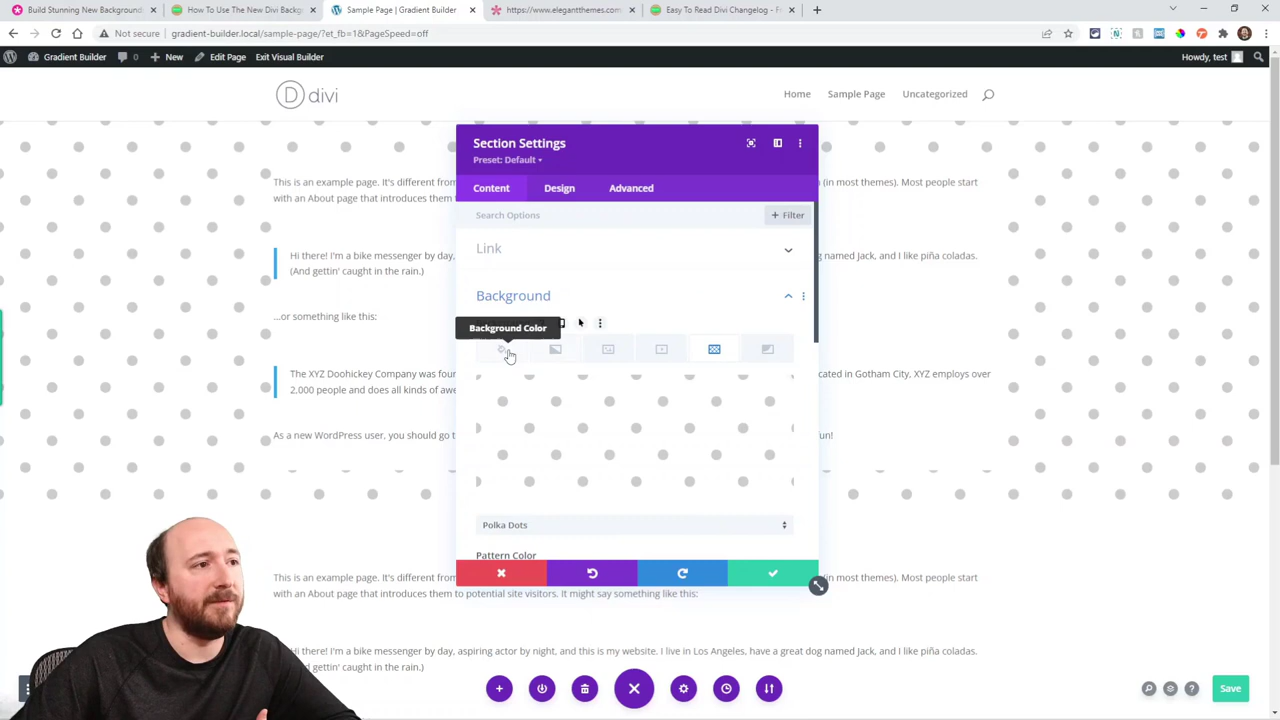 Build Stunning New Background
How To Use The New Divi Backg
Sample Page | Gradient Builder
https://www.elegantthemes.com
Easy To Read Divi Changelog - F
Not secure gradient-builder.local/sample-page/?et_fb=1&PageSpeed=off
Gradient Builder 0 New Edit Page Exit Visual Builder Howdy, test
divi
Home Sample Page Uncategorized
Section Settings
Preset: Default
Content Design Advanced
Search Options + Filter
Link
Background
Background Color
Polka Dots
Pattern Color
This is an example page. It's different from
(in most themes). Most people start
with an About page that introduces them
Hi there! I'm a bike messenger by day,
named Jack, and I like piña coladas.
(And gettin' caught in the rain.)
...or something like this:
The XYZ Doohickey Company was foun
cated in Gotham City, XYZ employs over
2,000 people and does all kinds of awe
As a new WordPress user, you should go t
fun!
This is an example page. It's different from
(in most themes). Most people start
with an About page that introduces them to potential site visitors. It might say something like this:
Hi there! I'm a bike messenger by day, aspiring actor by night, and this is my website. I live in Los Angeles, have a great dog named Jack, and I like piña coladas.
gettin' caught in the rain.)
Save